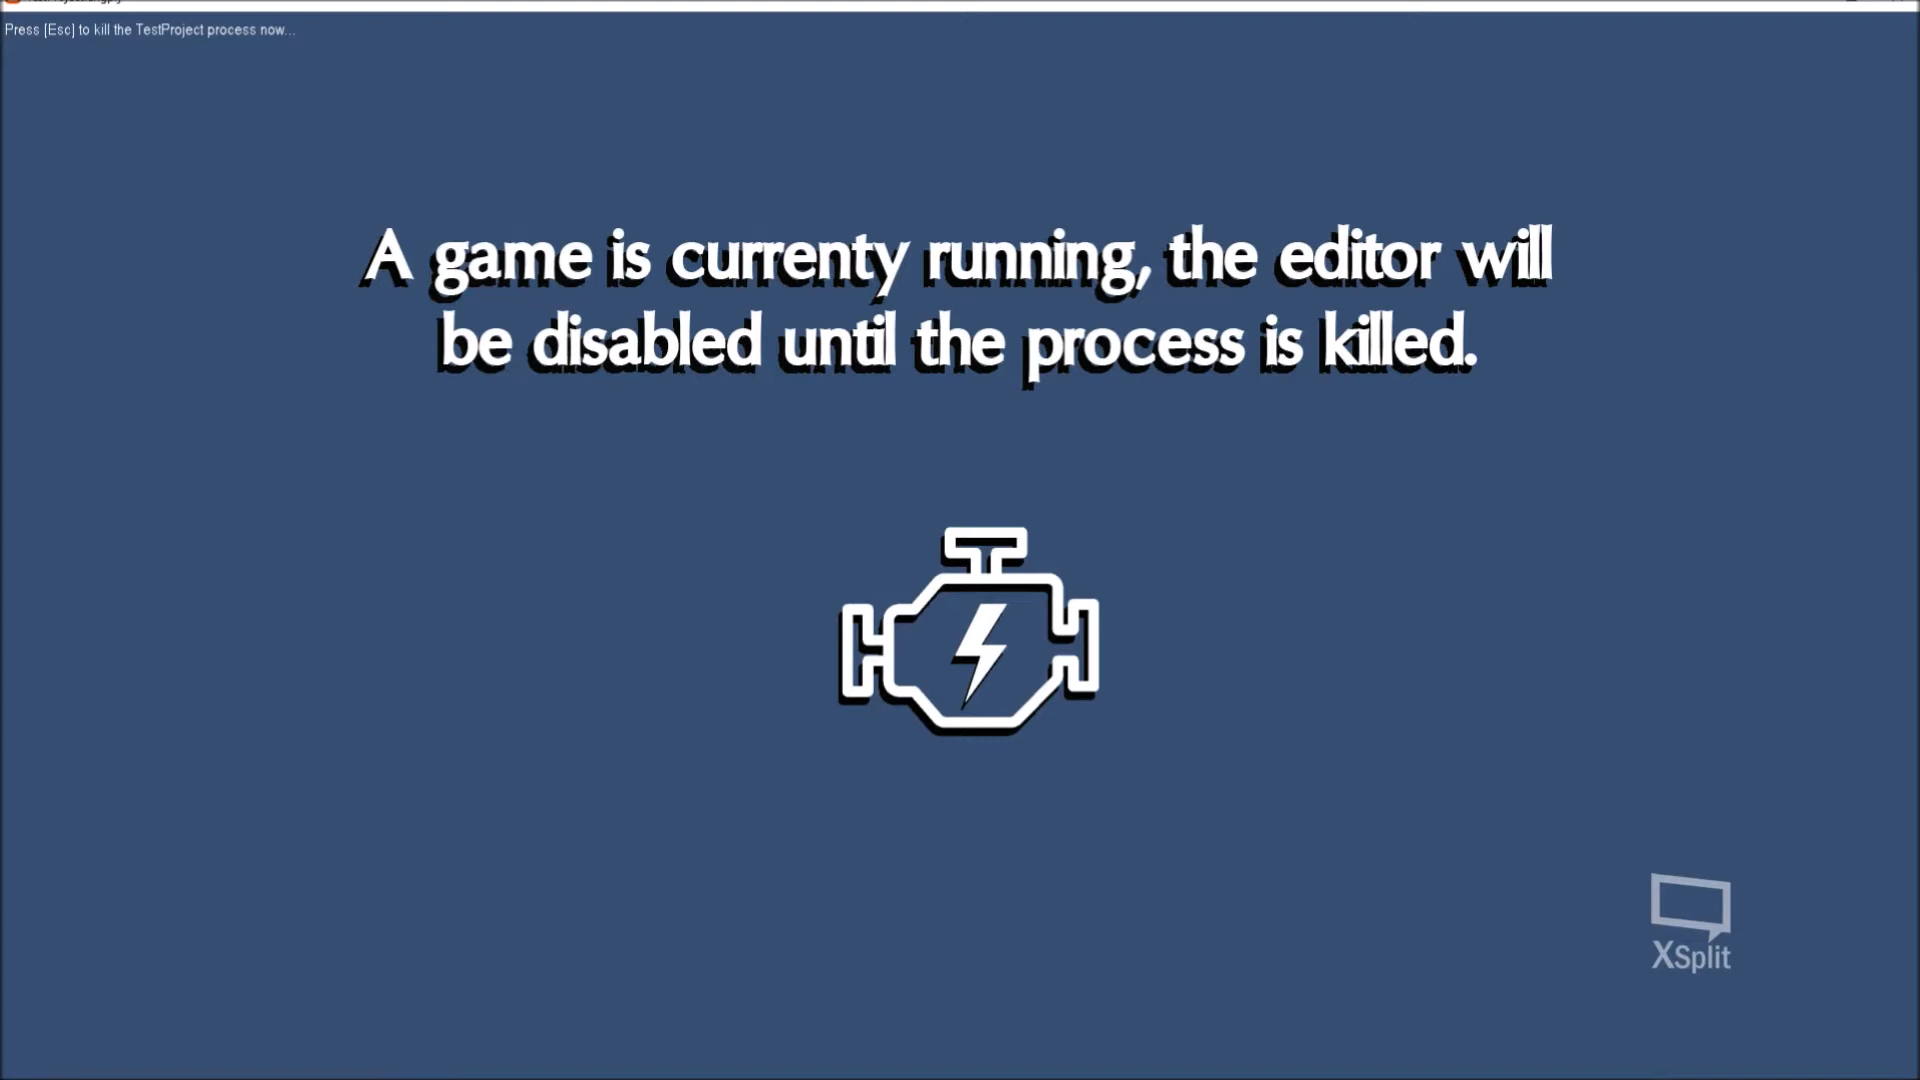 Press [Esc] to kill the TestProject process now...
A game is currenty running, the editor will
be disabled until the process is killed.
XSplit